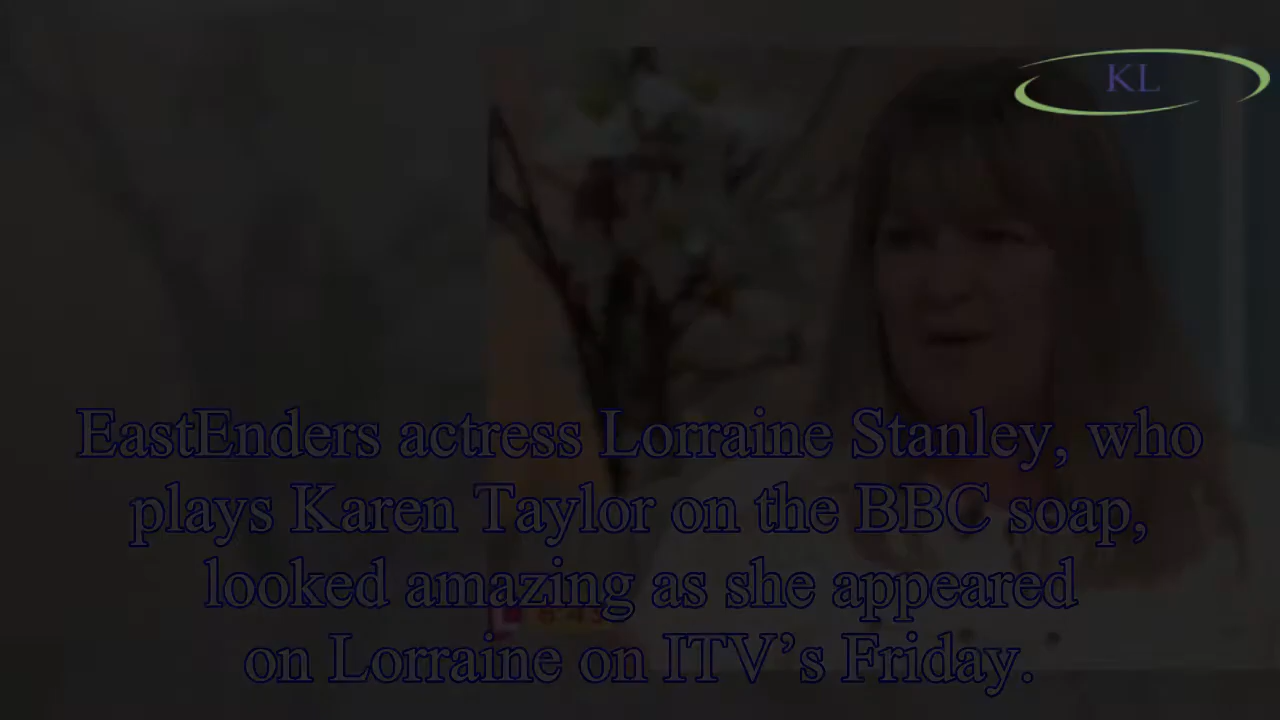 KL
EastEnders actress Lorraine Stanley, who
plays Karen Taylor on the BBC soap,
looked amazing as she appeared
on Lorraine on ITV’s Friday.